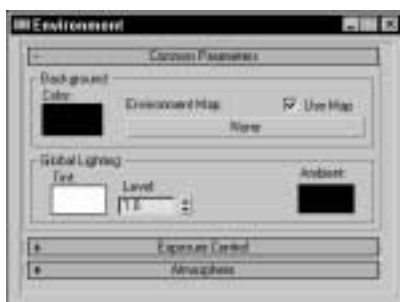 Environment
- Common Parameters
Background:
Color: Environment Map: Use Map
None
Global Lighting:
Tint: Level: Ambient:
1.0
+ Exposure Control
+ Atmosphere